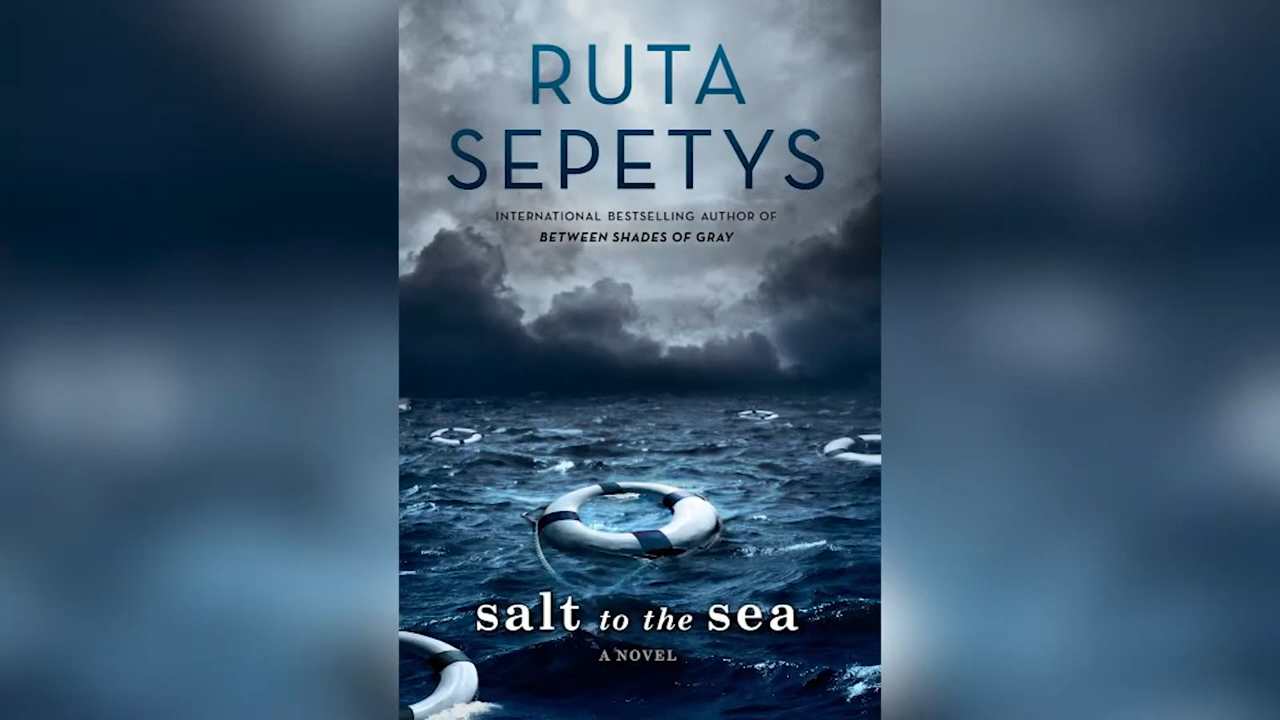 RUTA
SEPETYS
INTERNATIONAL BESTSELLING AUTHOR OF
BETWEEN SHADES OF GRAY
salt to the sea
A NOVEL